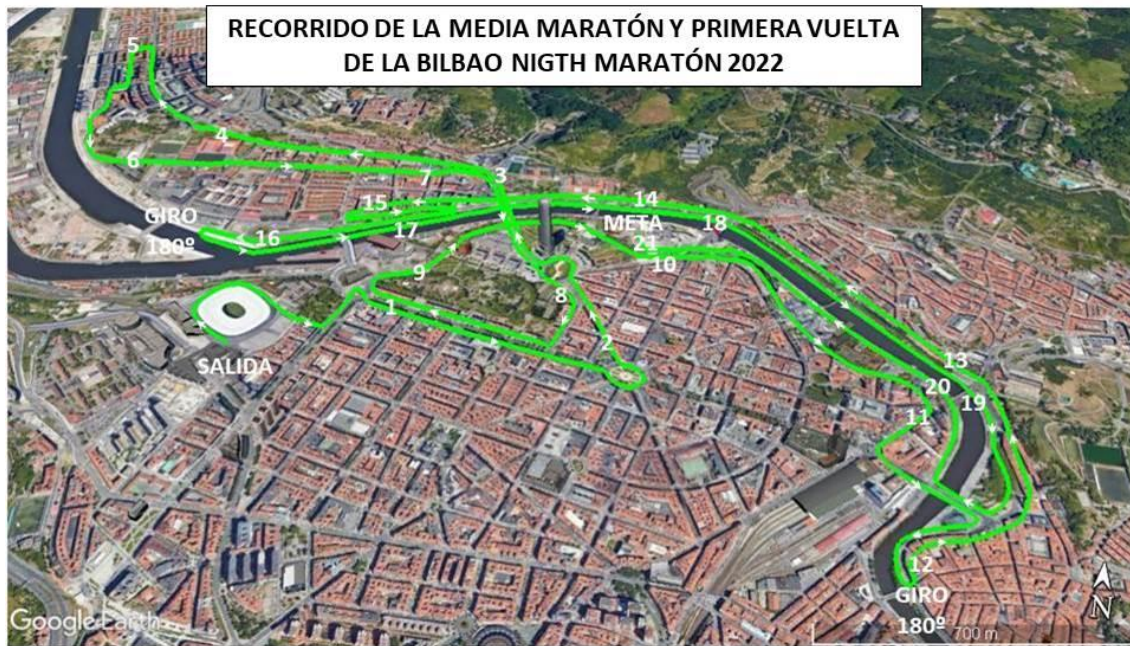 RECORRIDO DE LA MEDIA MARATÓN Y PRIMERA VUELTA
DE LA BILBAO NIGTH MARATÓN 2022
5
4
3
6
7
15
14
GIRO
180º
16
17
META
18
21
10
9
8
1
2
SALIDA
13
20
19
11
12
GIRO
180º
N
700 m
Google Earth